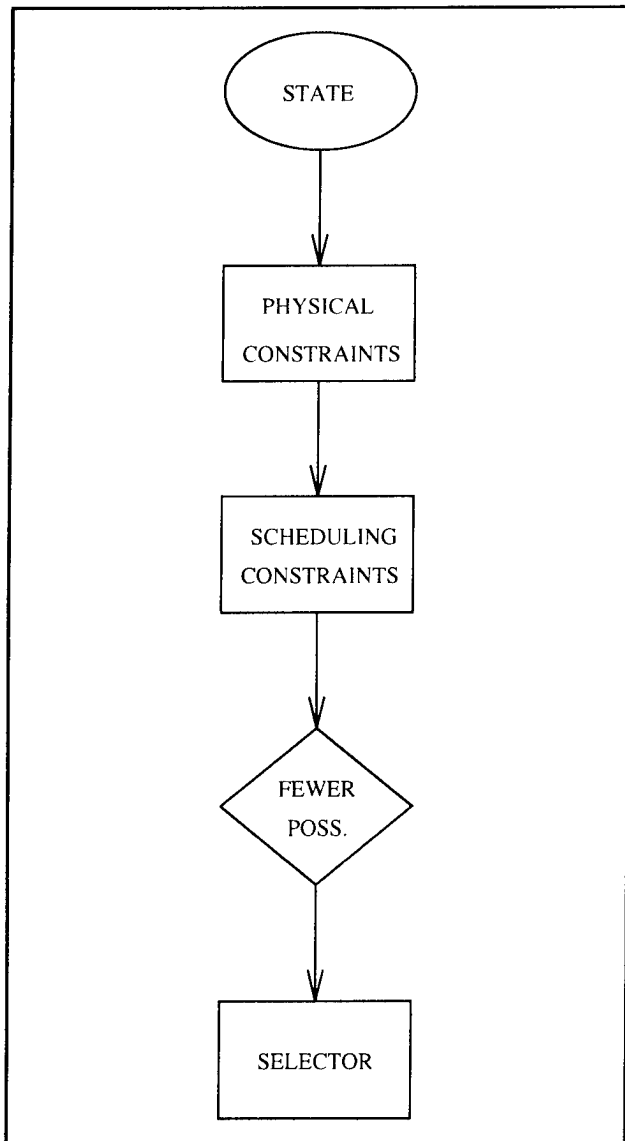 STATE
PHYSICAL
CONSTRAINTS
SCHEDULING
CONSTRAINTS
FEWER
POSS.
SELECTOR